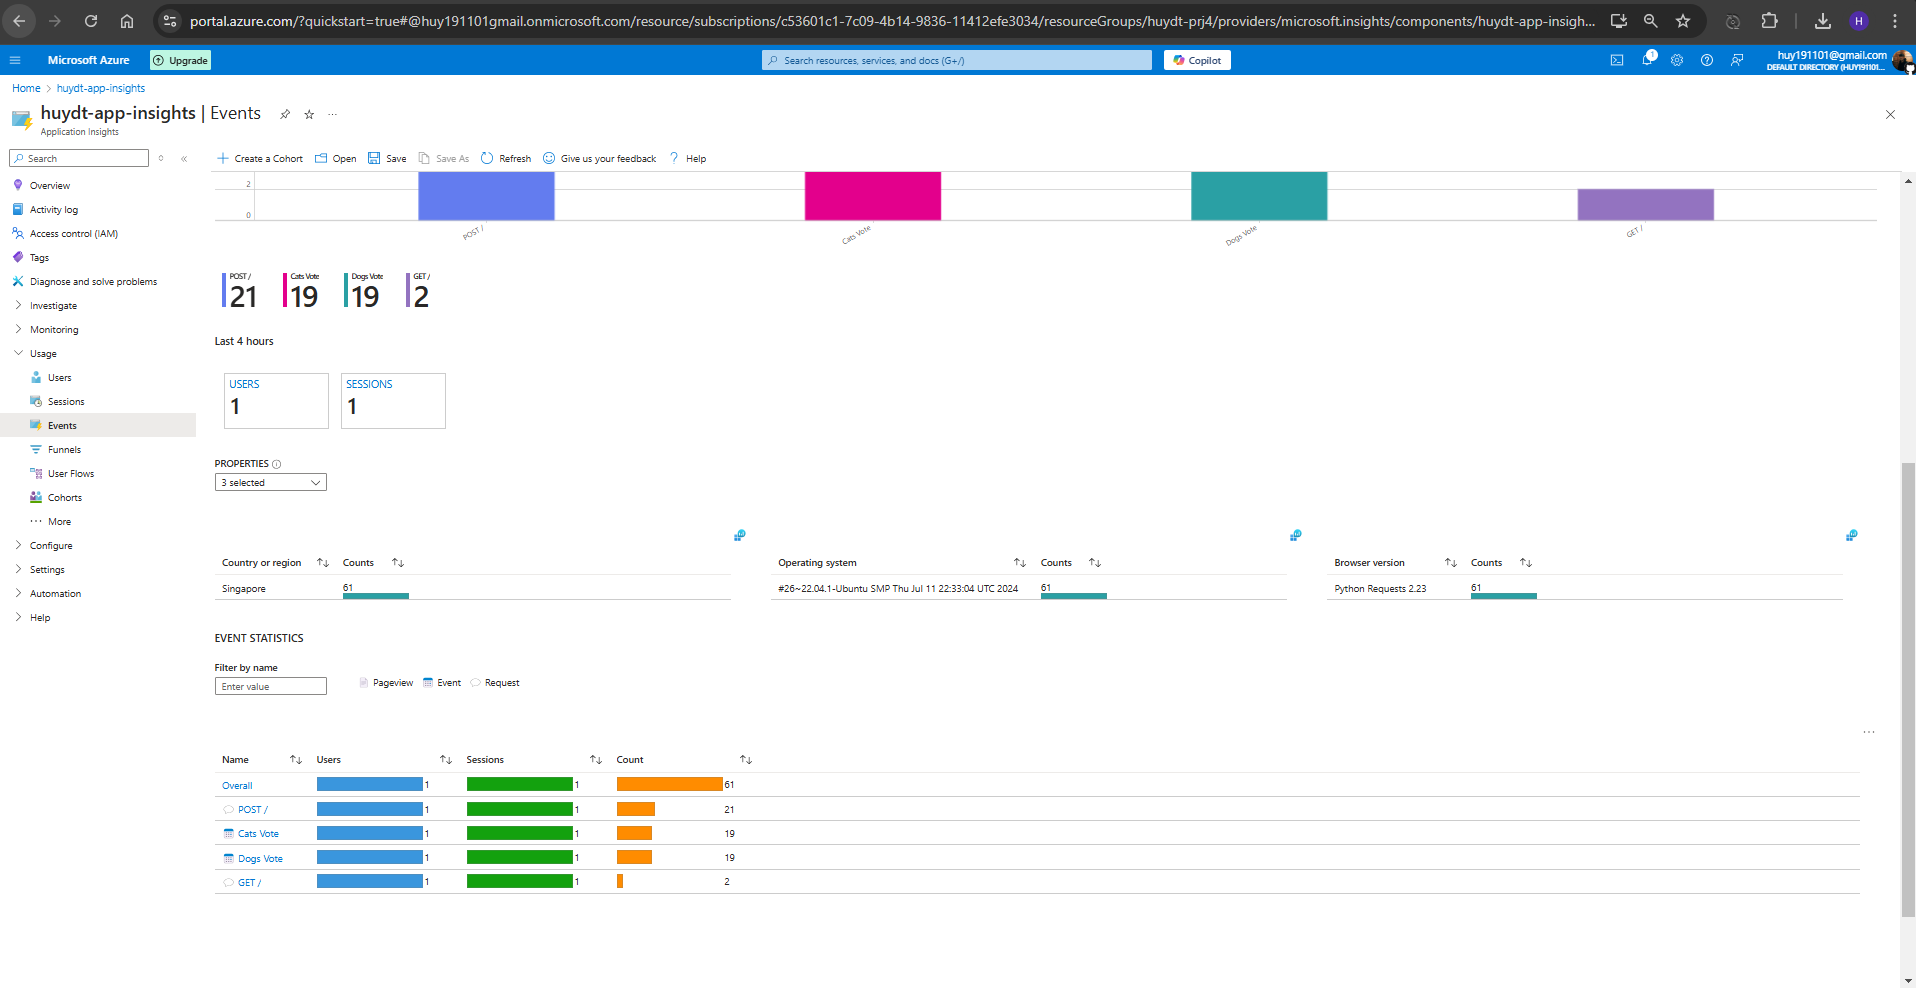 portal.azure.com/?quickstart=true#@huy191101gmail.onmicrosoft.com/resource/subscriptions/c53601c1-7c09-4b14-9836-11412efe3034/resourceGroups/huydt-prj4/providers/microsoft.insights/components/huydt-app-insigh...
H
Microsoft Azure
Upgrade
Search resources, services, and docs (G+/)
Copilot
1
huy191101@gmail.com
DEFAULT DIRECTORY (HUY191101...
Home > huydt-app-insights
huydt-app-insights | Events
Application Insights
Search
Create a Cohort Open Save Save As Refresh Give us your feedback Help
Overview
Activity log
Access control (IAM)
Tags
Diagnose and solve problems
Investigate
Monitoring
Usage
Users
Sessions
Events
Funnels
User Flows
Cohorts
More
Configure
Settings
Automation
Help
2
0
POST / Cats Vote Dogs Vote GET /
POST / Cats Vote Dogs Vote GET /
21 19 19 2
Last 4 hours
USERS SESSIONS
1 1
PROPERTIES
3 selected
Country or region Counts Operating system Counts Browser version Counts
Singapore 61 #26~22.04.1-Ubuntu SMP Thu Jul 11 22:33:04 UTC 2024 61 Python Requests 2.23 61
EVENT STATISTICS
Filter by name
Enter value
Pageview Event Request
Name Users Sessions Count
Overall 1 1 61
POST / 1 1 21
Cats Vote 1 1 19
Dogs Vote 1 1 19
GET / 1 1 2